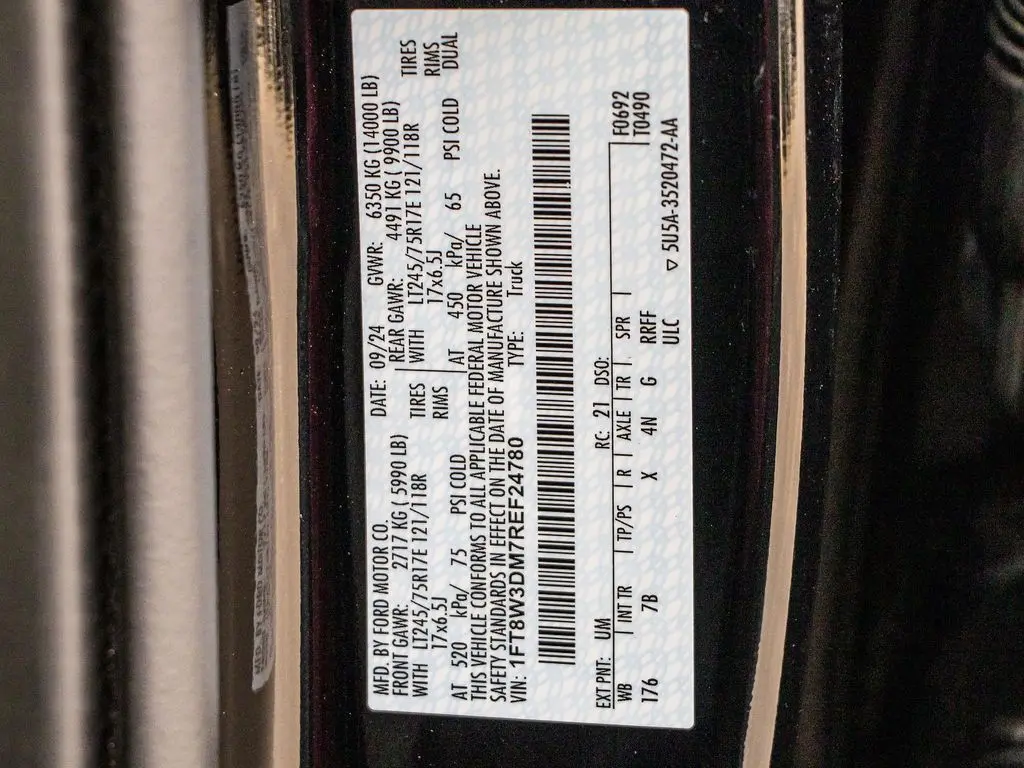 MFD. BY FORD MOTOR CO.
DATE: 09/24 GVWR: 6350 KG (14000 LB)
FRONT GAWR: 2717 KG ( 5990 LB)
REAR GAWR: 4491 KG ( 9900 LB)
WITH LT245/75R17E 121/118R TIRES
WITH LT245/75R17E 121/118R TIRES
17x6.5J RIMS
17x6.5J RIMS
AT 520 kPa/ 75 PSI COLD
AT 450 kPa/ 65 PSI COLD DUAL
THIS VEHICLE CONFORMS TO ALL APPLICABLE FEDERAL MOTOR VEHICLE
SAFETY STANDARDS IN EFFECT ON THE DATE OF MANUFACTURE SHOWN ABOVE.
VIN: 1FT8W3DM7REF24780 TYPE: Truck
EXT PNT: UM RC: 21 DSO:
WB INT TR TP/PS R AXLE TR SPR F0692
176 7B X 4N G RRFF T0490
ULC ▽ 5U5A-3520472-AA